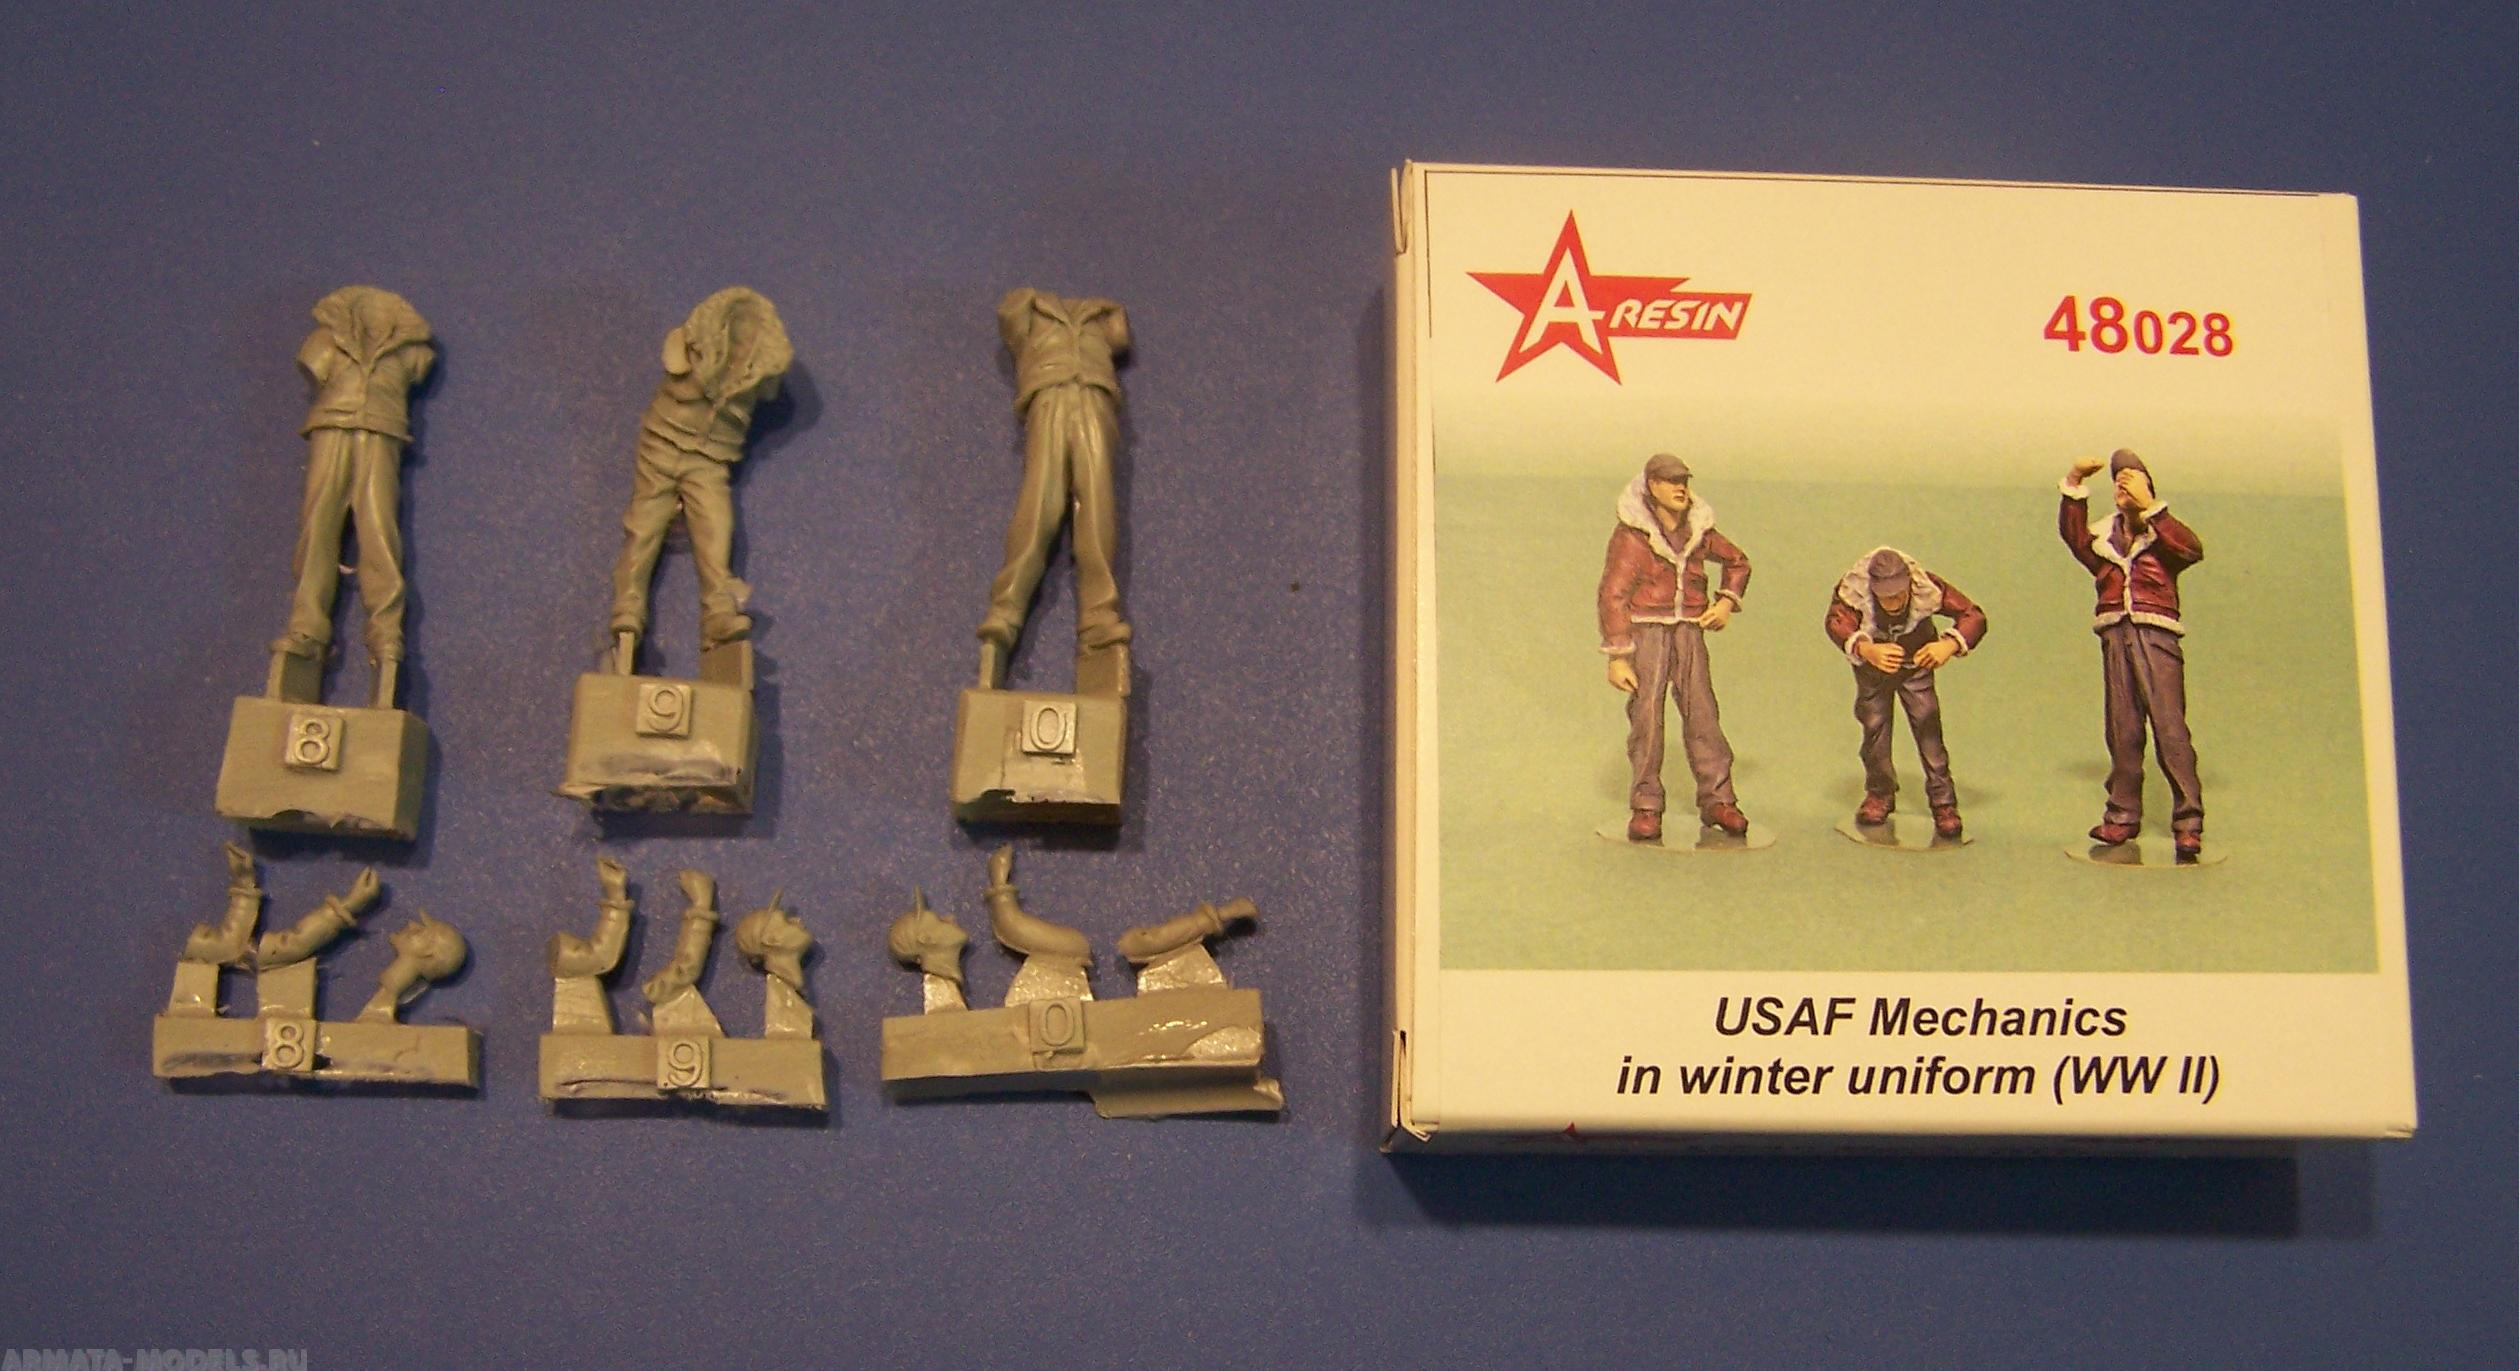 A-RESIN
48028
8
9
0
8
9
0
USAF Mechanics
in winter uniform (WW II)
ARMATA-MODELS.RU